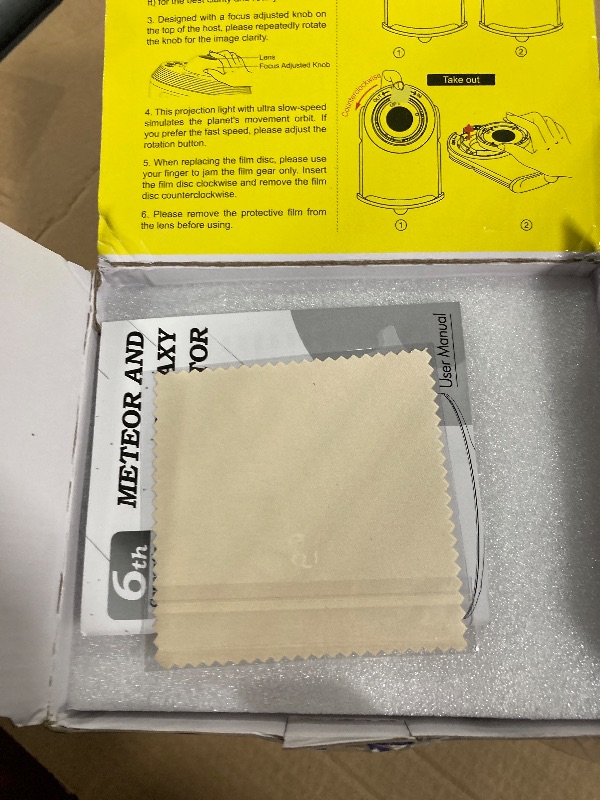 3. Designed with a focus adjusted knob on
the top of the host, please repeatedly rotate
the knob for the image clarity.
Lens
Focus Adjusted Knob
4. This projection light with ultra slow-speed
simulates the planet's movement orbit. If
you prefer the fast speed, please adjust the
rotation button.
5. When replacing the film disc, please use
your finger to jam the film gear only. Insert
the film disc clockwise and remove the film
disc counterclockwise.
6. Please remove the protective film from
the lens before using.
1
2
Take out
Counterclockwise
1
2
METEOR AND
AXY
TOR
6th
User Manual